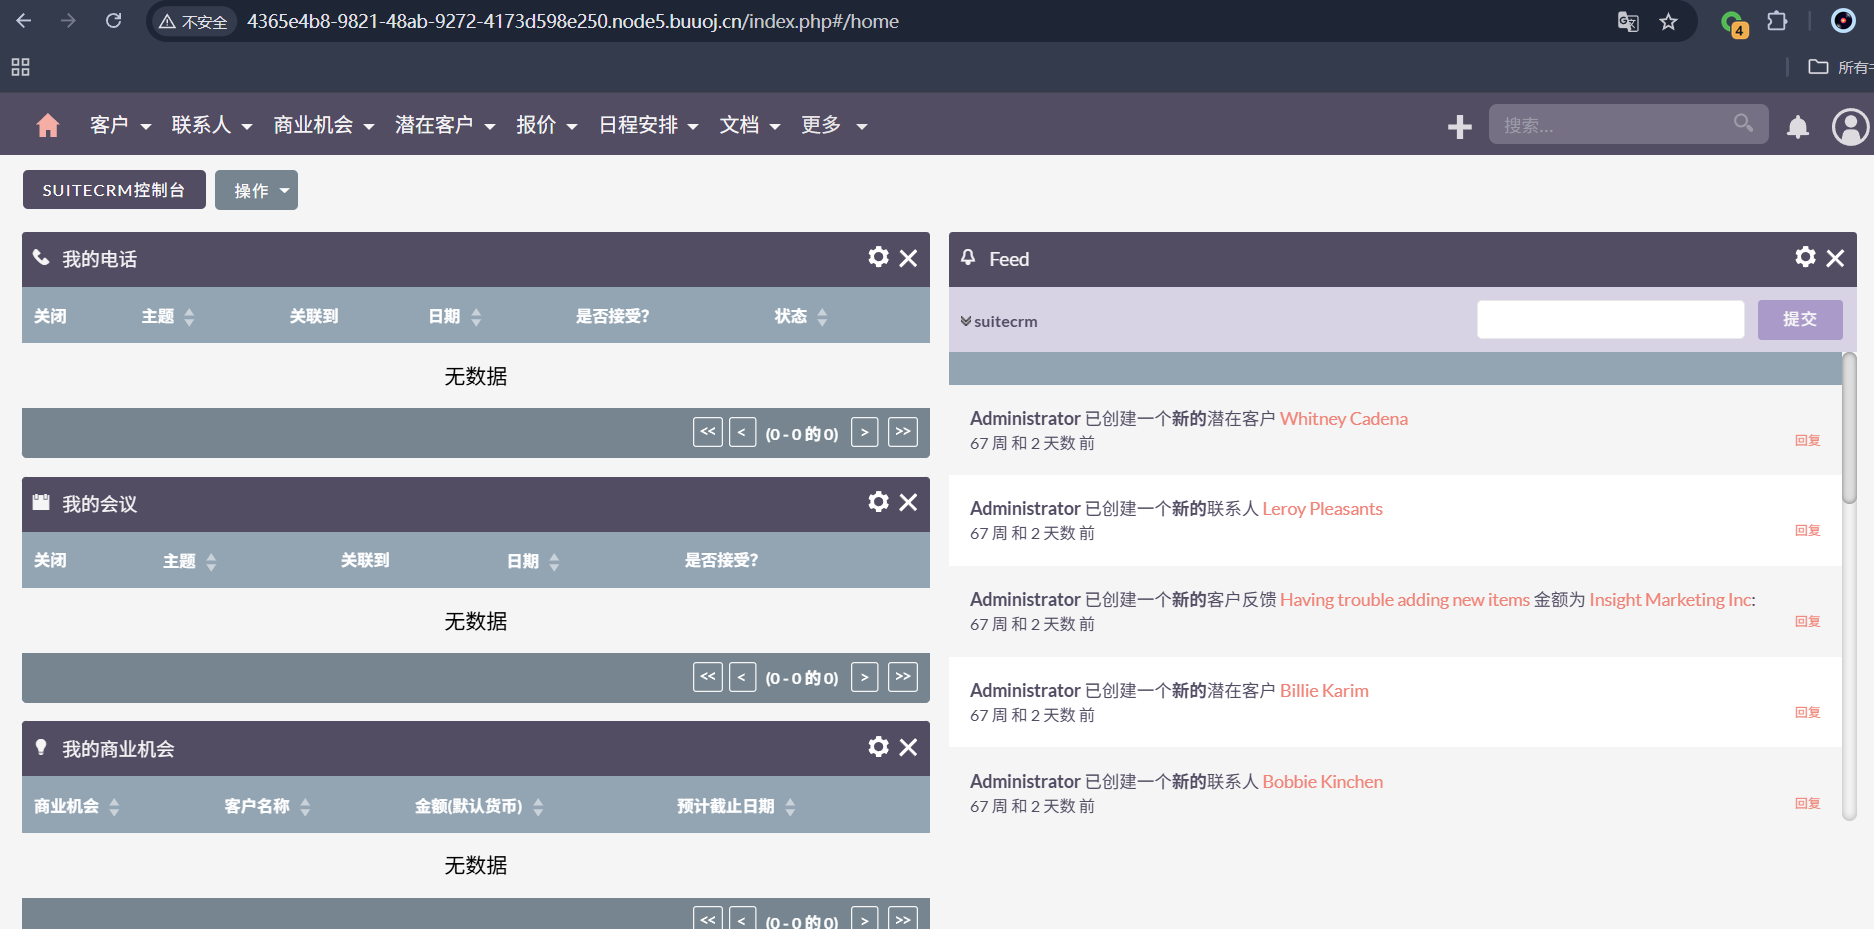 不安全 4365e4b8-9821-48ab-9272-4173d598e250.node5.buuoj.cn/index.php#/home
4
客户 联系人 商业机会 潜在客户 报价 日程安排 文档 更多 搜索...
SUITECRM控制台 操作
我的电话
关闭 主题 关联到 日期 是否接受? 状态
无数据
<< < (0 - 0 的 0) > >>
我的会议
关闭 主题 关联到 日期 是否接受?
无数据
<< < (0 - 0 的 0) > >>
我的商业机会
商业机会 客户名称 金额(默认货币) 预计截止日期
无数据
<< < (0 - 0 的 0) > >>
Feed
suitecrm 提交
Administrator 已创建一个新的潜在客户 Whitney Cadena
67 周 和 2 天数 前
回复
Administrator 已创建一个新的联系人 Leroy Pleasants
67 周 和 2 天数 前
回复
Administrator 已创建一个新的客户反馈 Having trouble adding new items 金额为 Insight Marketing Inc:
67 周 和 2 天数 前
回复
Administrator 已创建一个新的潜在客户 Billie Karim
67 周 和 2 天数 前
回复
Administrator 已创建一个新的联系人 Bobbie Kinchen
67 周 和 2 天数 前
回复